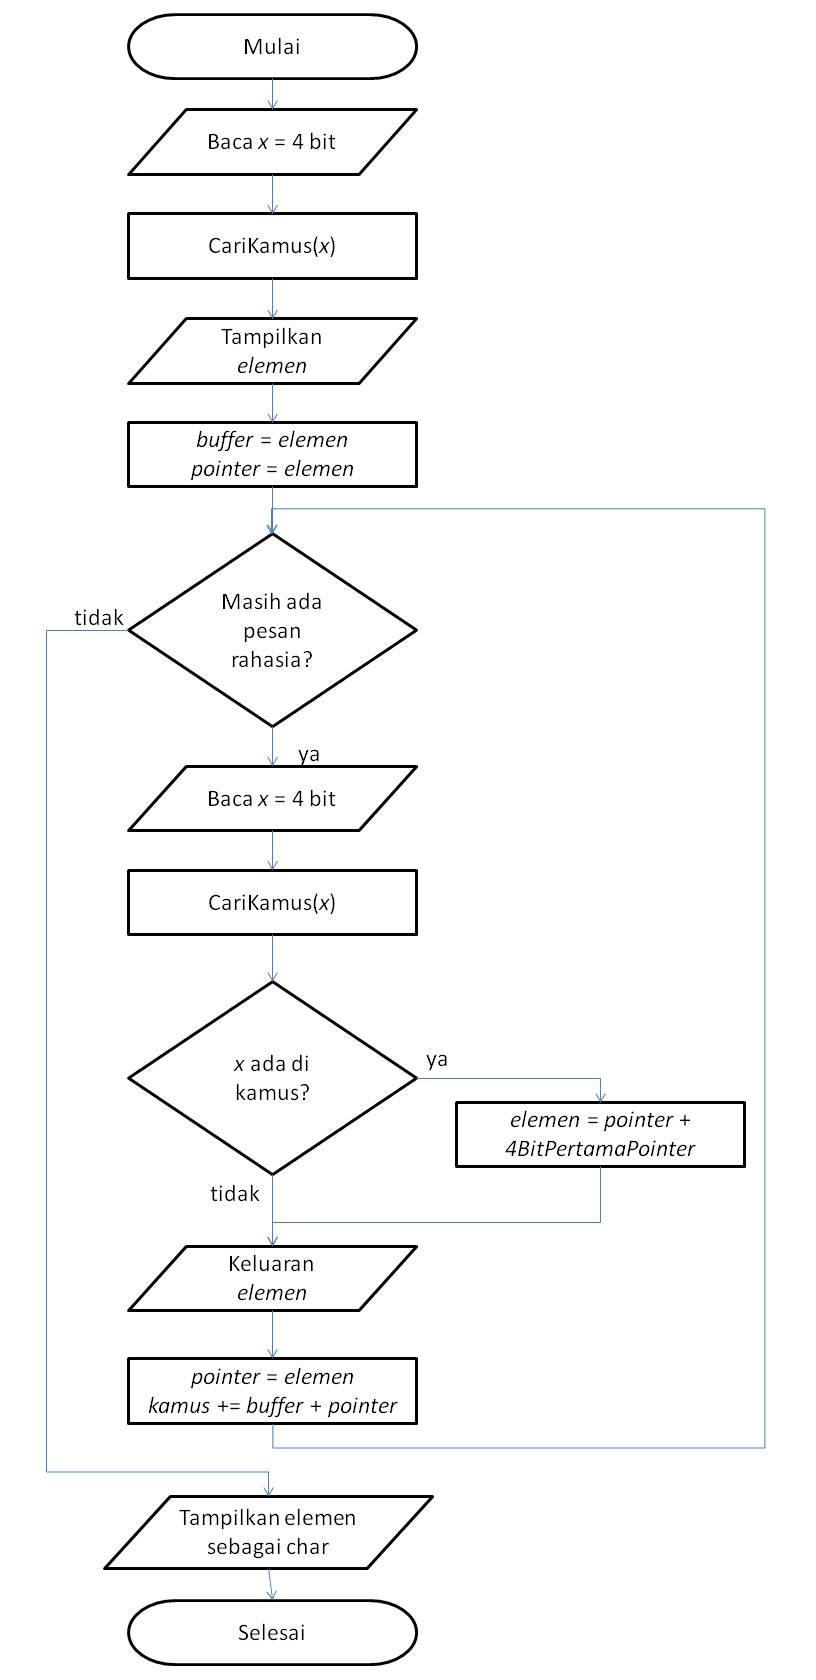 Mulai
Baca x = 4 bit
CariKamus(x)
Tampilkan
elemen
buffer = elemen
pointer = elemen
Masih ada
pesan
rahasia?
tidak
ya
Baca x = 4 bit
CariKamus(x)
x ada di
kamus?
ya
elemen = pointer +
4BitPertamaPointer
tidak
Keluaran
elemen
pointer = elemen
kamus += buffer + pointer
Tampilkan elemen
sebagai char
Selesai